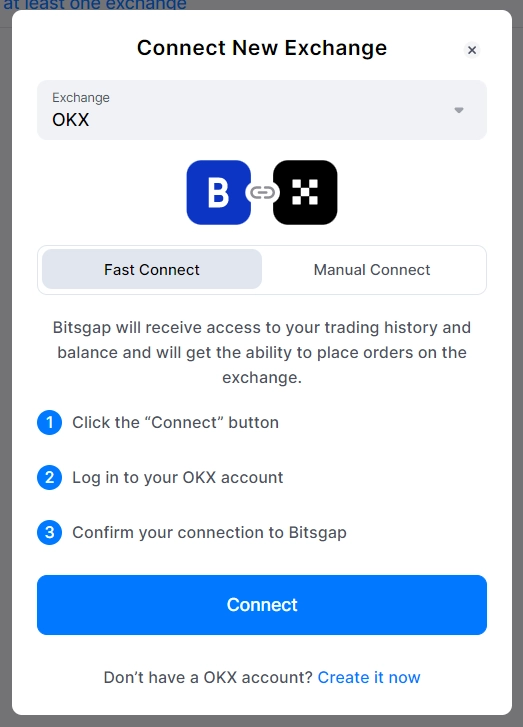 at least one exchange
Connect New Exchange
Exchange
OKX
B
Fast Connect
Manual Connect
Bitsgap will receive access to your trading history and
balance and will get the ability to place orders on the
exchange.
1 Click the “Connect” button
2 Log in to your OKX account
3 Confirm your connection to Bitsgap
Connect
Don’t have a OKX account? Create it now